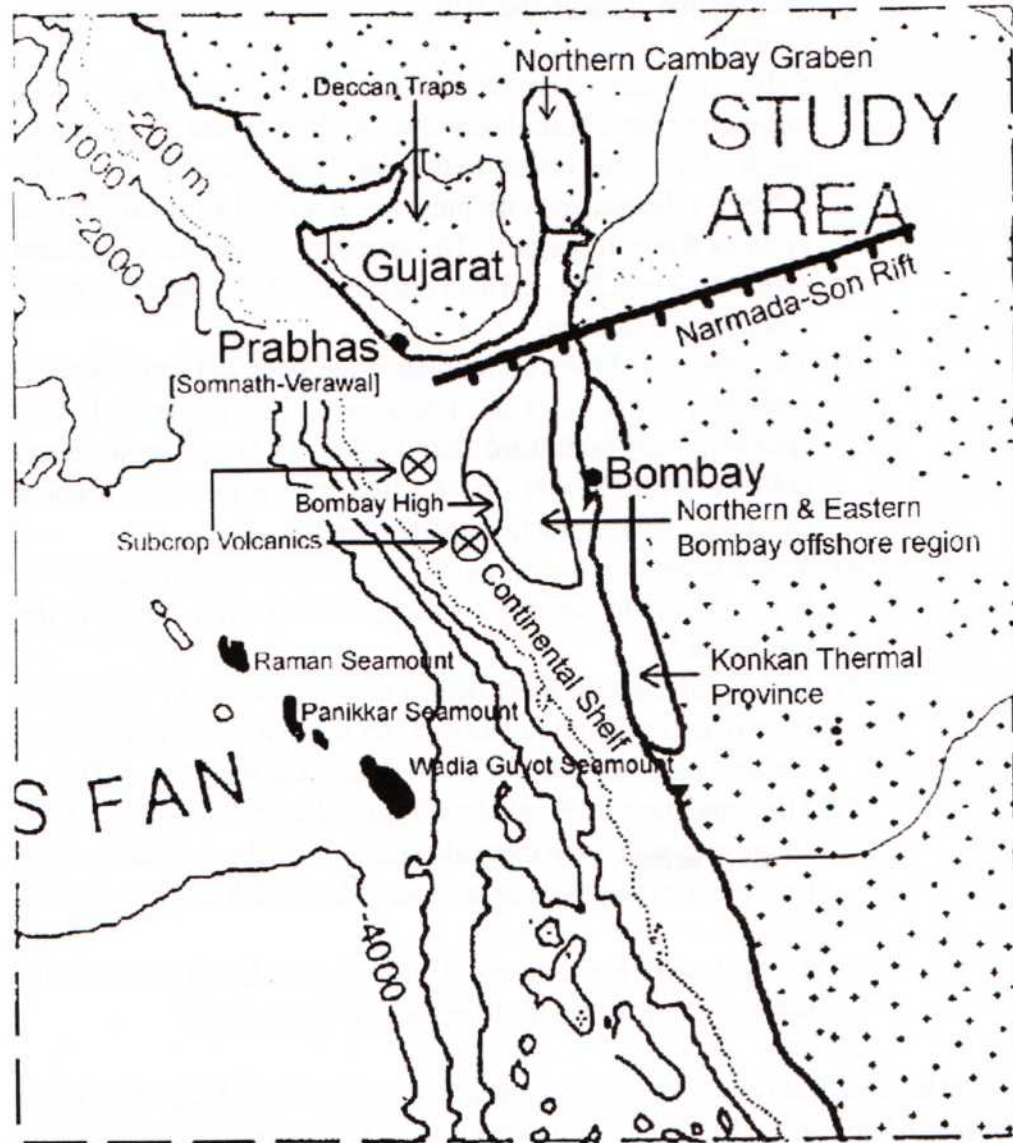 Northern Cambay Graben
Deccan Traps
STUDY
AREA
-200 m
-1000
-2000
Gujarat
Narmada-Son Rift
Prabhas
[Somnath-Verawal]
Bombay
Bombay High
Northern & Eastern
Bombay offshore region
Subcrop Volcanics
Continental Shelf
Raman Seamount
Konkan Thermal
Province
Panikkar Seamount
Wadia Guyot Seamount
S FAN
-4000